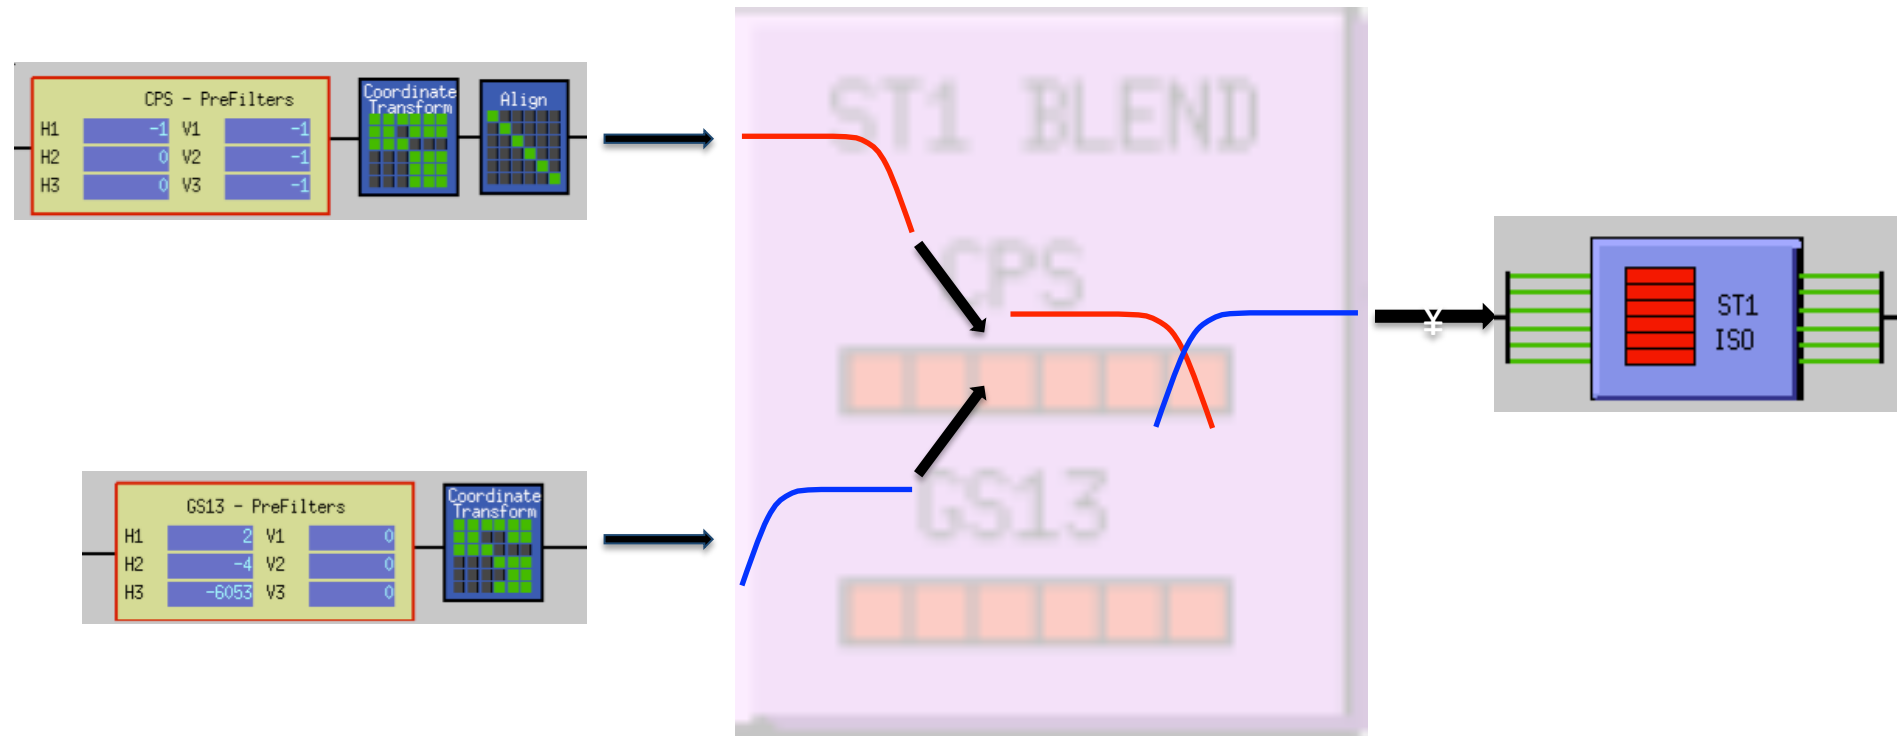 CPS - PreFilters
H1 -1 V1 -1
H2 0 V2 -1
H3 0 V3 -1
Coordinate
Transform
Align
GS13 - PreFilters
H1 2 V1 0
H2 -4 V2 0
H3 -6053 V3 0
Coordinate
Transform
ST1 BLEND
CPS
GS13
¥
ST1
ISO